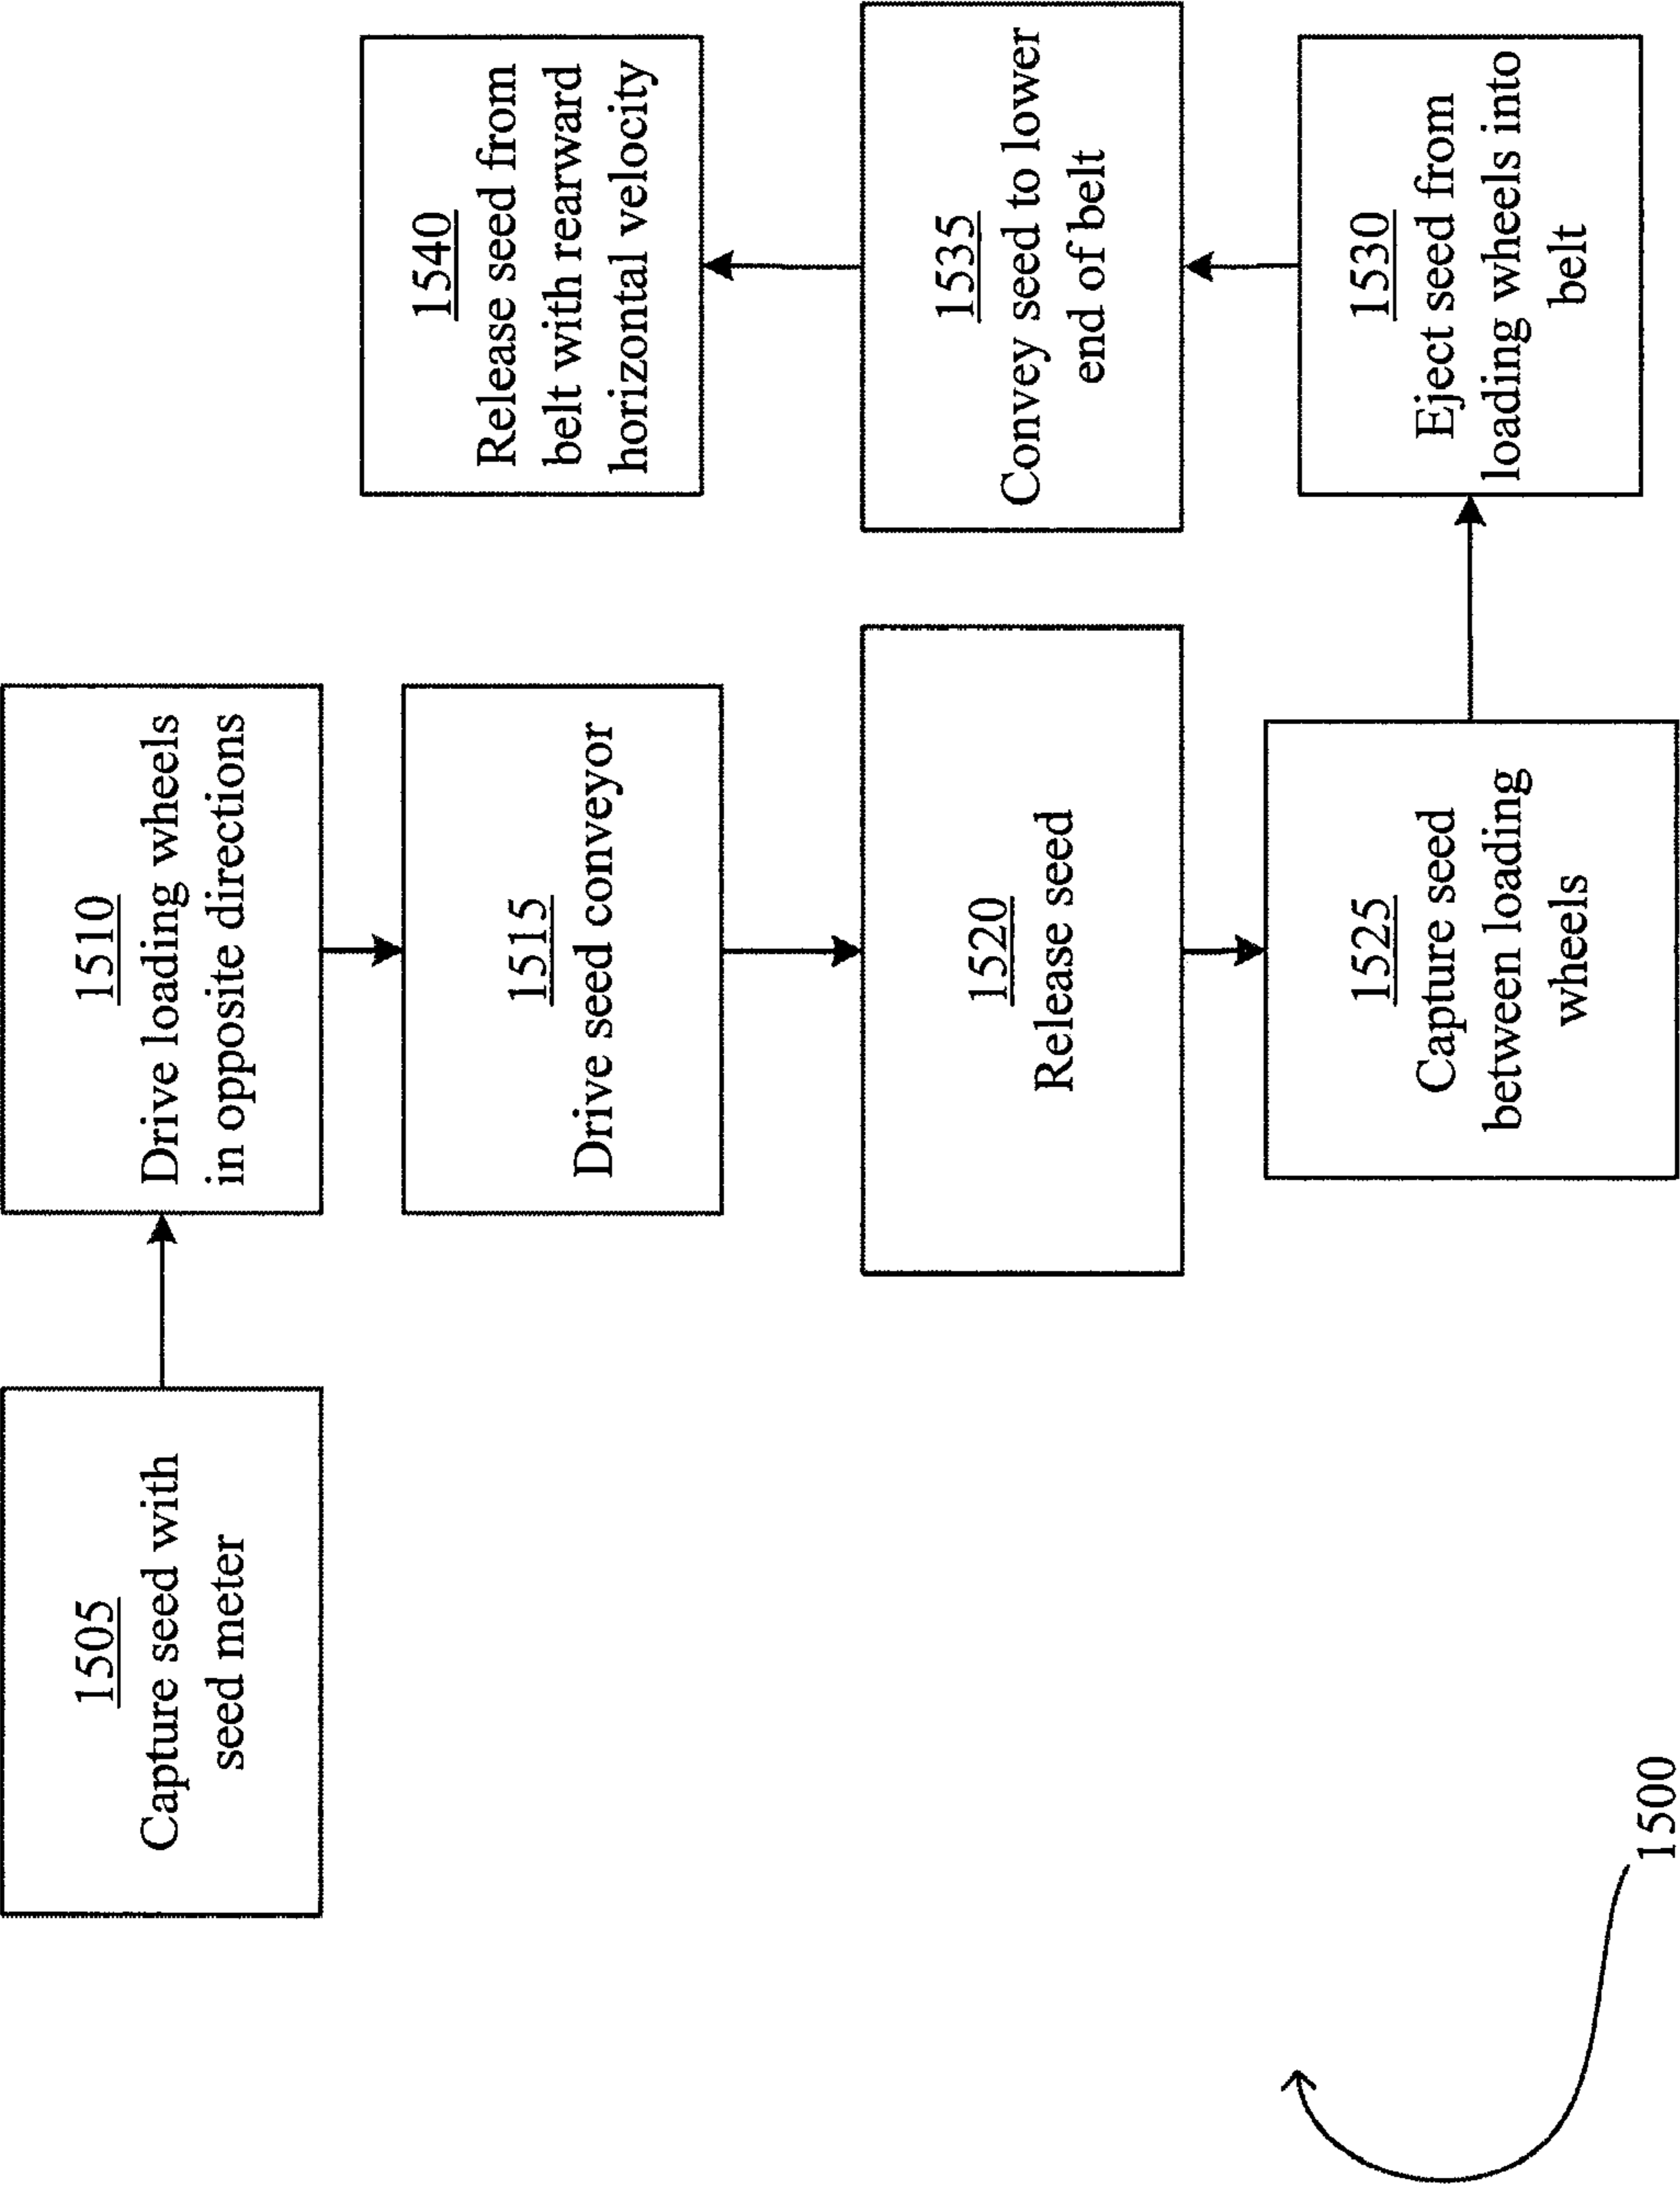 1505
Capture seed with
seed meter
1510
Drive loading wheels
in opposite directions
1515
Drive seed conveyor
1520
Release seed
1525
Capture seed
between loading
wheels
1530
Eject seed from
loading wheels into
belt
1535
Convey seed to lower
end of belt
1540
Release seed from
belt with rearward
horizontal velocity
1500